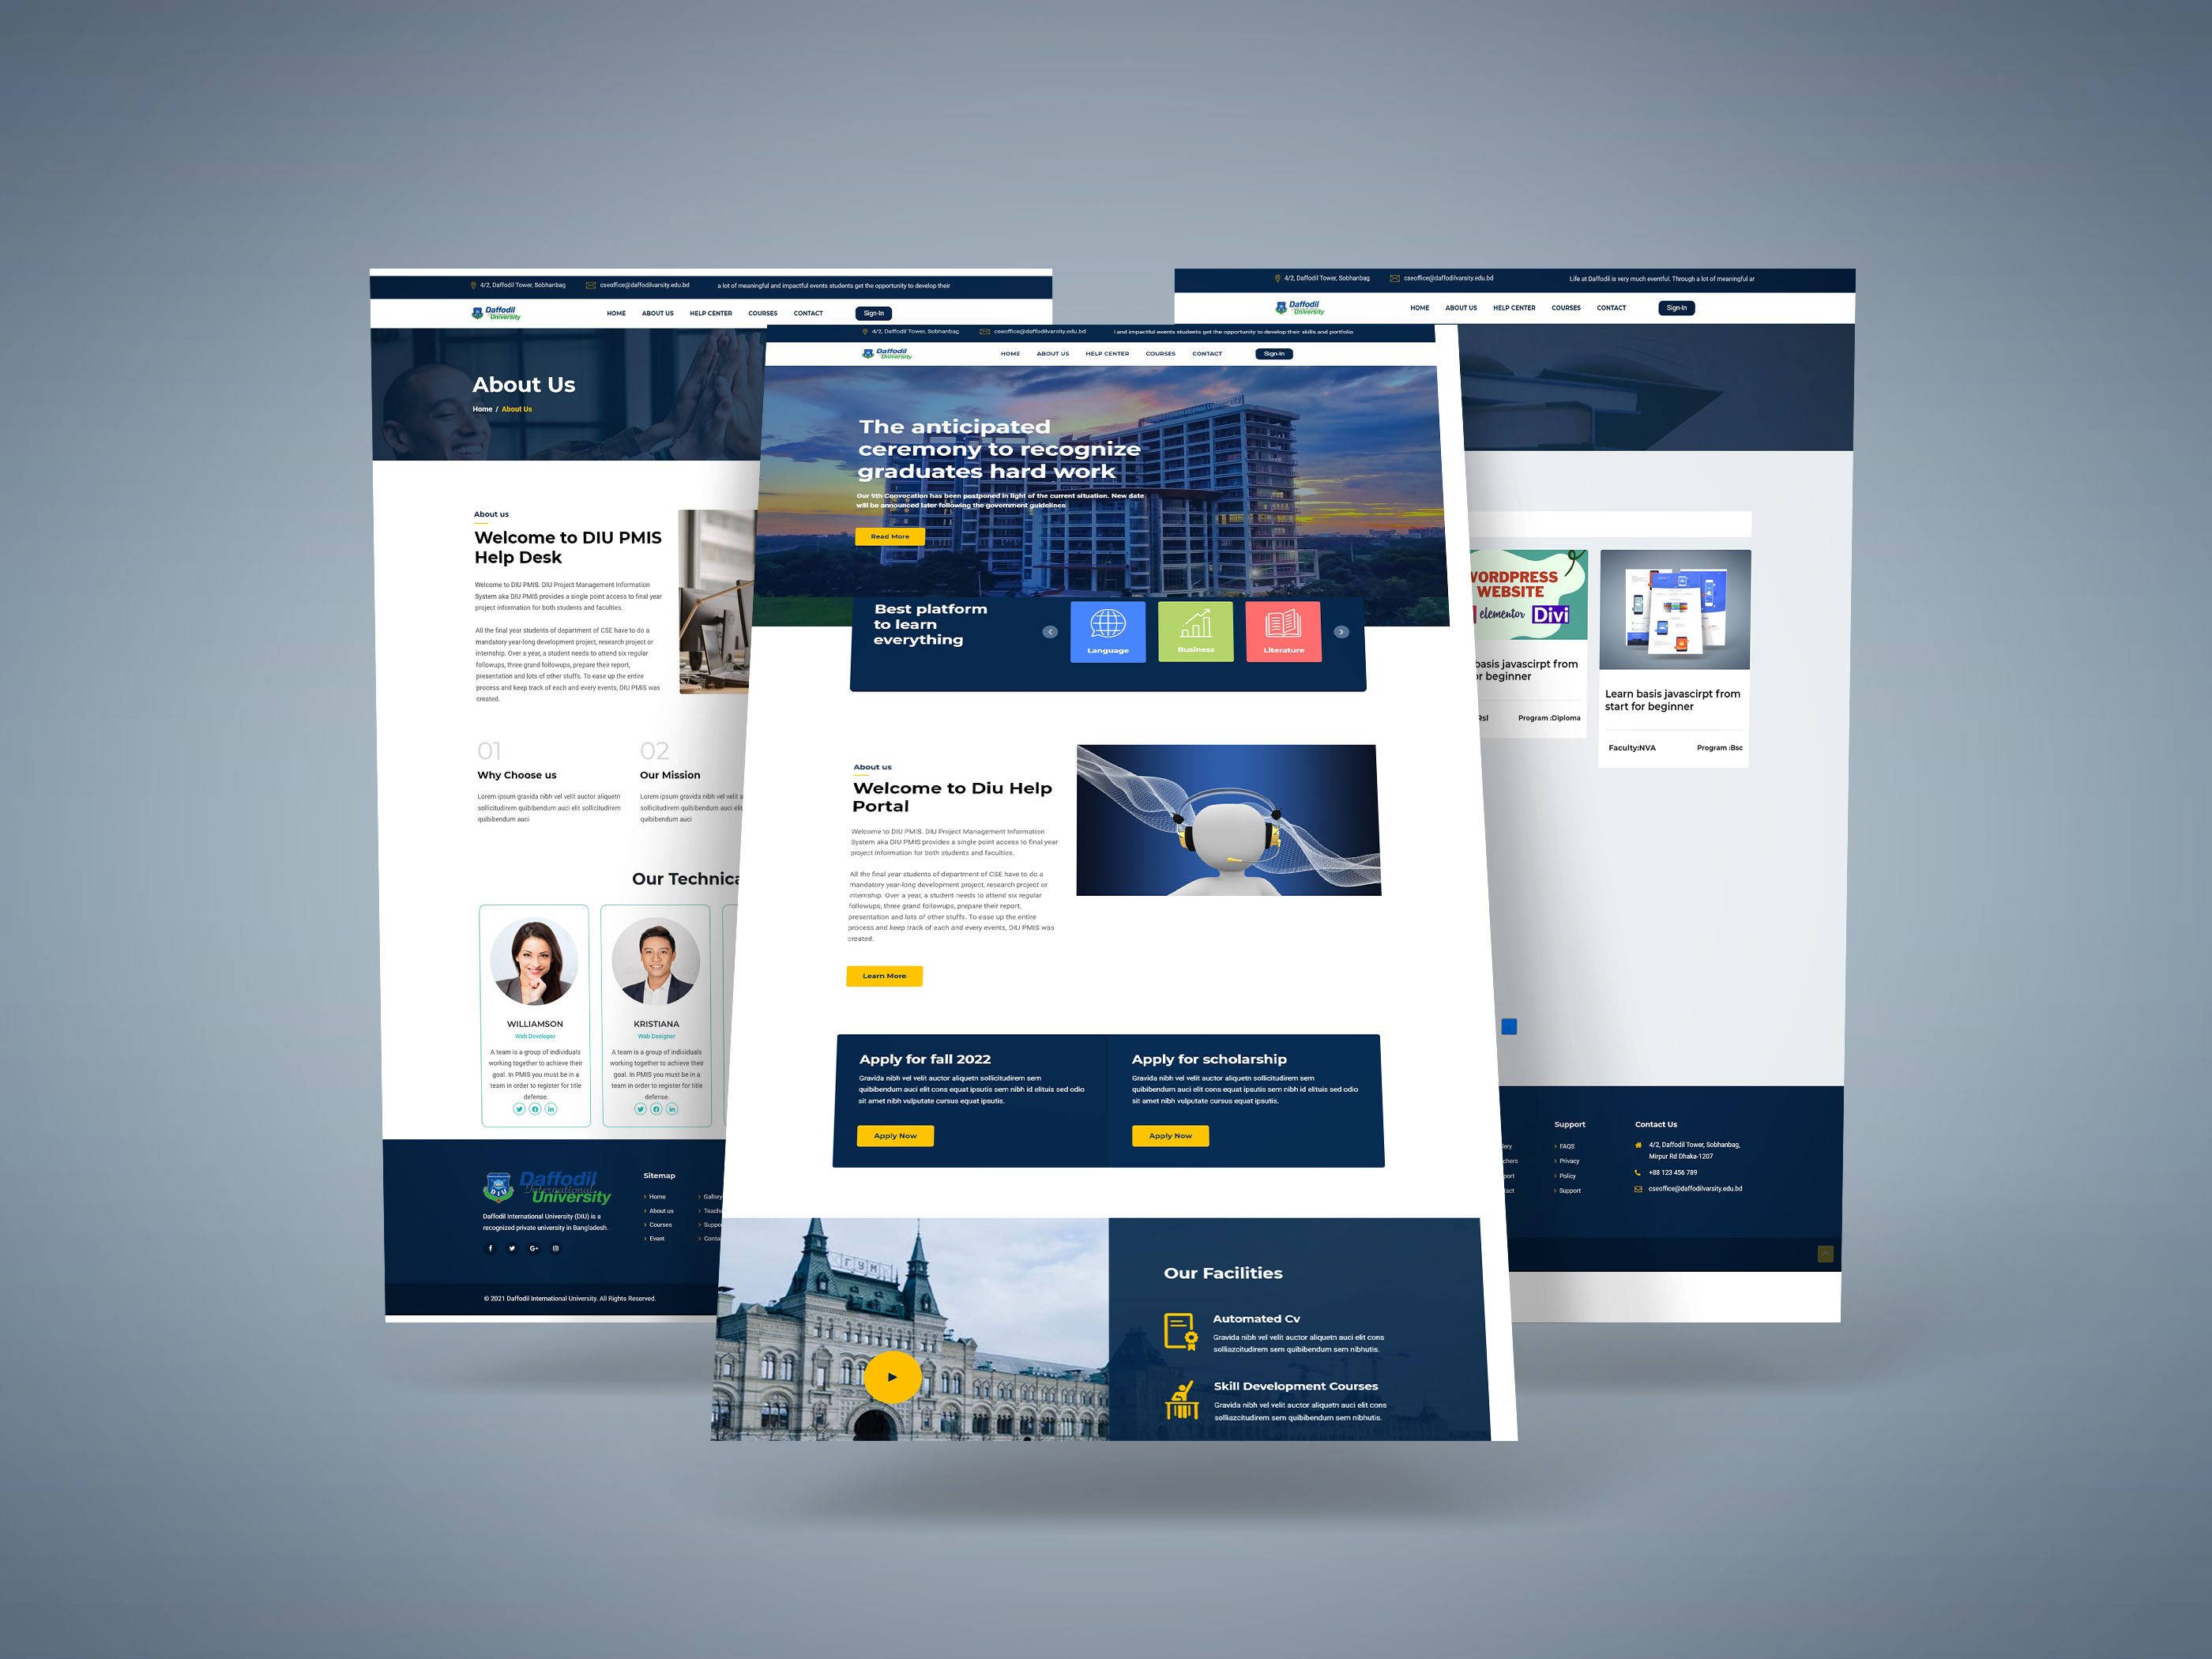 4/2, Daffodil Tower, Sobhanbag
cseoffice@daffodilvarsity.edu.bd
a lot of meaningful and impactful events students get the opportunity to develop their
Daffodil
University
HOME
ABOUT US
HELP CENTER
COURSES
CONTACT
Sign-In
About Us
Home / About Us
About us
Welcome to DIU PMIS
Help Desk
Welcome to DIU PMIS. DIU Project Management Information
System aka DIU PMIS provides a single point access to final year
project information for both students and faculties.
All the final year students of department of CSE have to do a
mandatory year-long development project, research project or
internship. Over a year, a student needs to attend six regular
followups, three grand followups, prepare their report,
presentation and lots of other stuffs. To ease up the entire
process and keep track of each and every events, DIU PMIS was
created.
01
Why Choose us
Lorem ipsum gravida nibh vel velit auctor aliquetn
sollicitudirem quibibendum auci elit sollicitudirem
quibibendum auci
02
Our Mission
Lorem ipsum gravida nibh vel velit a
sollicitudirem quibibendum auci elit
quibibendum auci
Our Technica
WILLIAMSON
Web Developer
A team is a group of individuals
working together to achieve their
goal. In PMIS you must be in a
team in order to register for title
defense.
KRISTIANA
Web Designer
A team is a group of individuals
working together to achieve their
goal. In PMIS you must be in a
team in order to register for title
defense.
DIU
Daffodil
International
University
Daffodil International University (DIU) is a
recognized private university in Bangladesh.
Sitemap
Home
About us
Courses
Event
Gallery
Teache
Suppo
Conta
© 2021 Daffodil International University. All Rights Reserved.
4/2, Daffodil Tower, Sobhanbag
cseoffice@daffodilvarsity.edu.bd
and impactful events students get the opportunity to develop their skills and portfolio
Daffodil
University
HOME
ABOUT US
HELP CENTER
COURSES
CONTACT
Sign-In
The anticipated
ceremony to recognize
graduates hard work
Our 9th Convocation has been postponed in light of the current situation. New date
will be announced later following the government guidelines
Read More
Best platform
to learn
everything
Language
Business
Literature
About us
Welcome to Diu Help
Portal
Welcome to DIU PMIS. DIU Project Management Information
System aka DIU PMIS provides a single point access to final year
project information for both students and faculties.
All the final year students of department of CSE have to do a
mandatory year-long development project, research project or
internship. Over a year, a student needs to attend six regular
followups, three grand followups, prepare their report,
presentation and lots of other stuffs. To ease up the entire
process and keep track of each and every events, DIU PMIS was
created.
Learn More
Apply for fall 2022
Gravida nibh vel velit auctor aliquetn sollicitudirem sem
quibibendum auci elit cons equat ipsutis sem nibh id elituis sed odio
sit amet nibh vulputate cursus equat ipsutis.
Apply Now
Apply for scholarship
Gravida nibh vel velit auctor aliquetn sollicitudirem sem
quibibendum auci elit cons equat ipsutis sem nibh id elituis sed odio
sit amet nibh vulputate cursus equat ipsutis.
Apply Now
ГУМ
Our Facilities
Automated Cv
Gravida nibh vel velit auctor aliquetn auci elit cons
solliazcitudirem sem quibibendum sem nibhutis.
Skill Development Courses
Gravida nibh vel velit auctor aliquetn auci elit cons
solliazcitudirem sem quibibendum sem nibhutis.
4/2, Daffodil Tower, Sobhanbag
cseoffice@daffodilvarsity.edu.bd
Life at Daffodil is very much eventful. Through a lot of meaningful ar
Daffodil
University
HOME
ABOUT US
HELP CENTER
COURSES
CONTACT
Sign-In
WORDPRESS
WEBSITE
elementor Divi
basis javascirpt from
or beginner
Rsl
Program :Diploma
Learn basis javascirpt from
start for beginner
Faculty:NVA
Program :Bsc
lery
chers
port
tact
Support
FAQS
Privacy
Policy
Support
Contact Us
4/2, Daffodil Tower, Sobhanbag,
Mirpur Rd Dhaka-1207
+88 123 456 789
cseoffice@daffodilvarsity.edu.bd